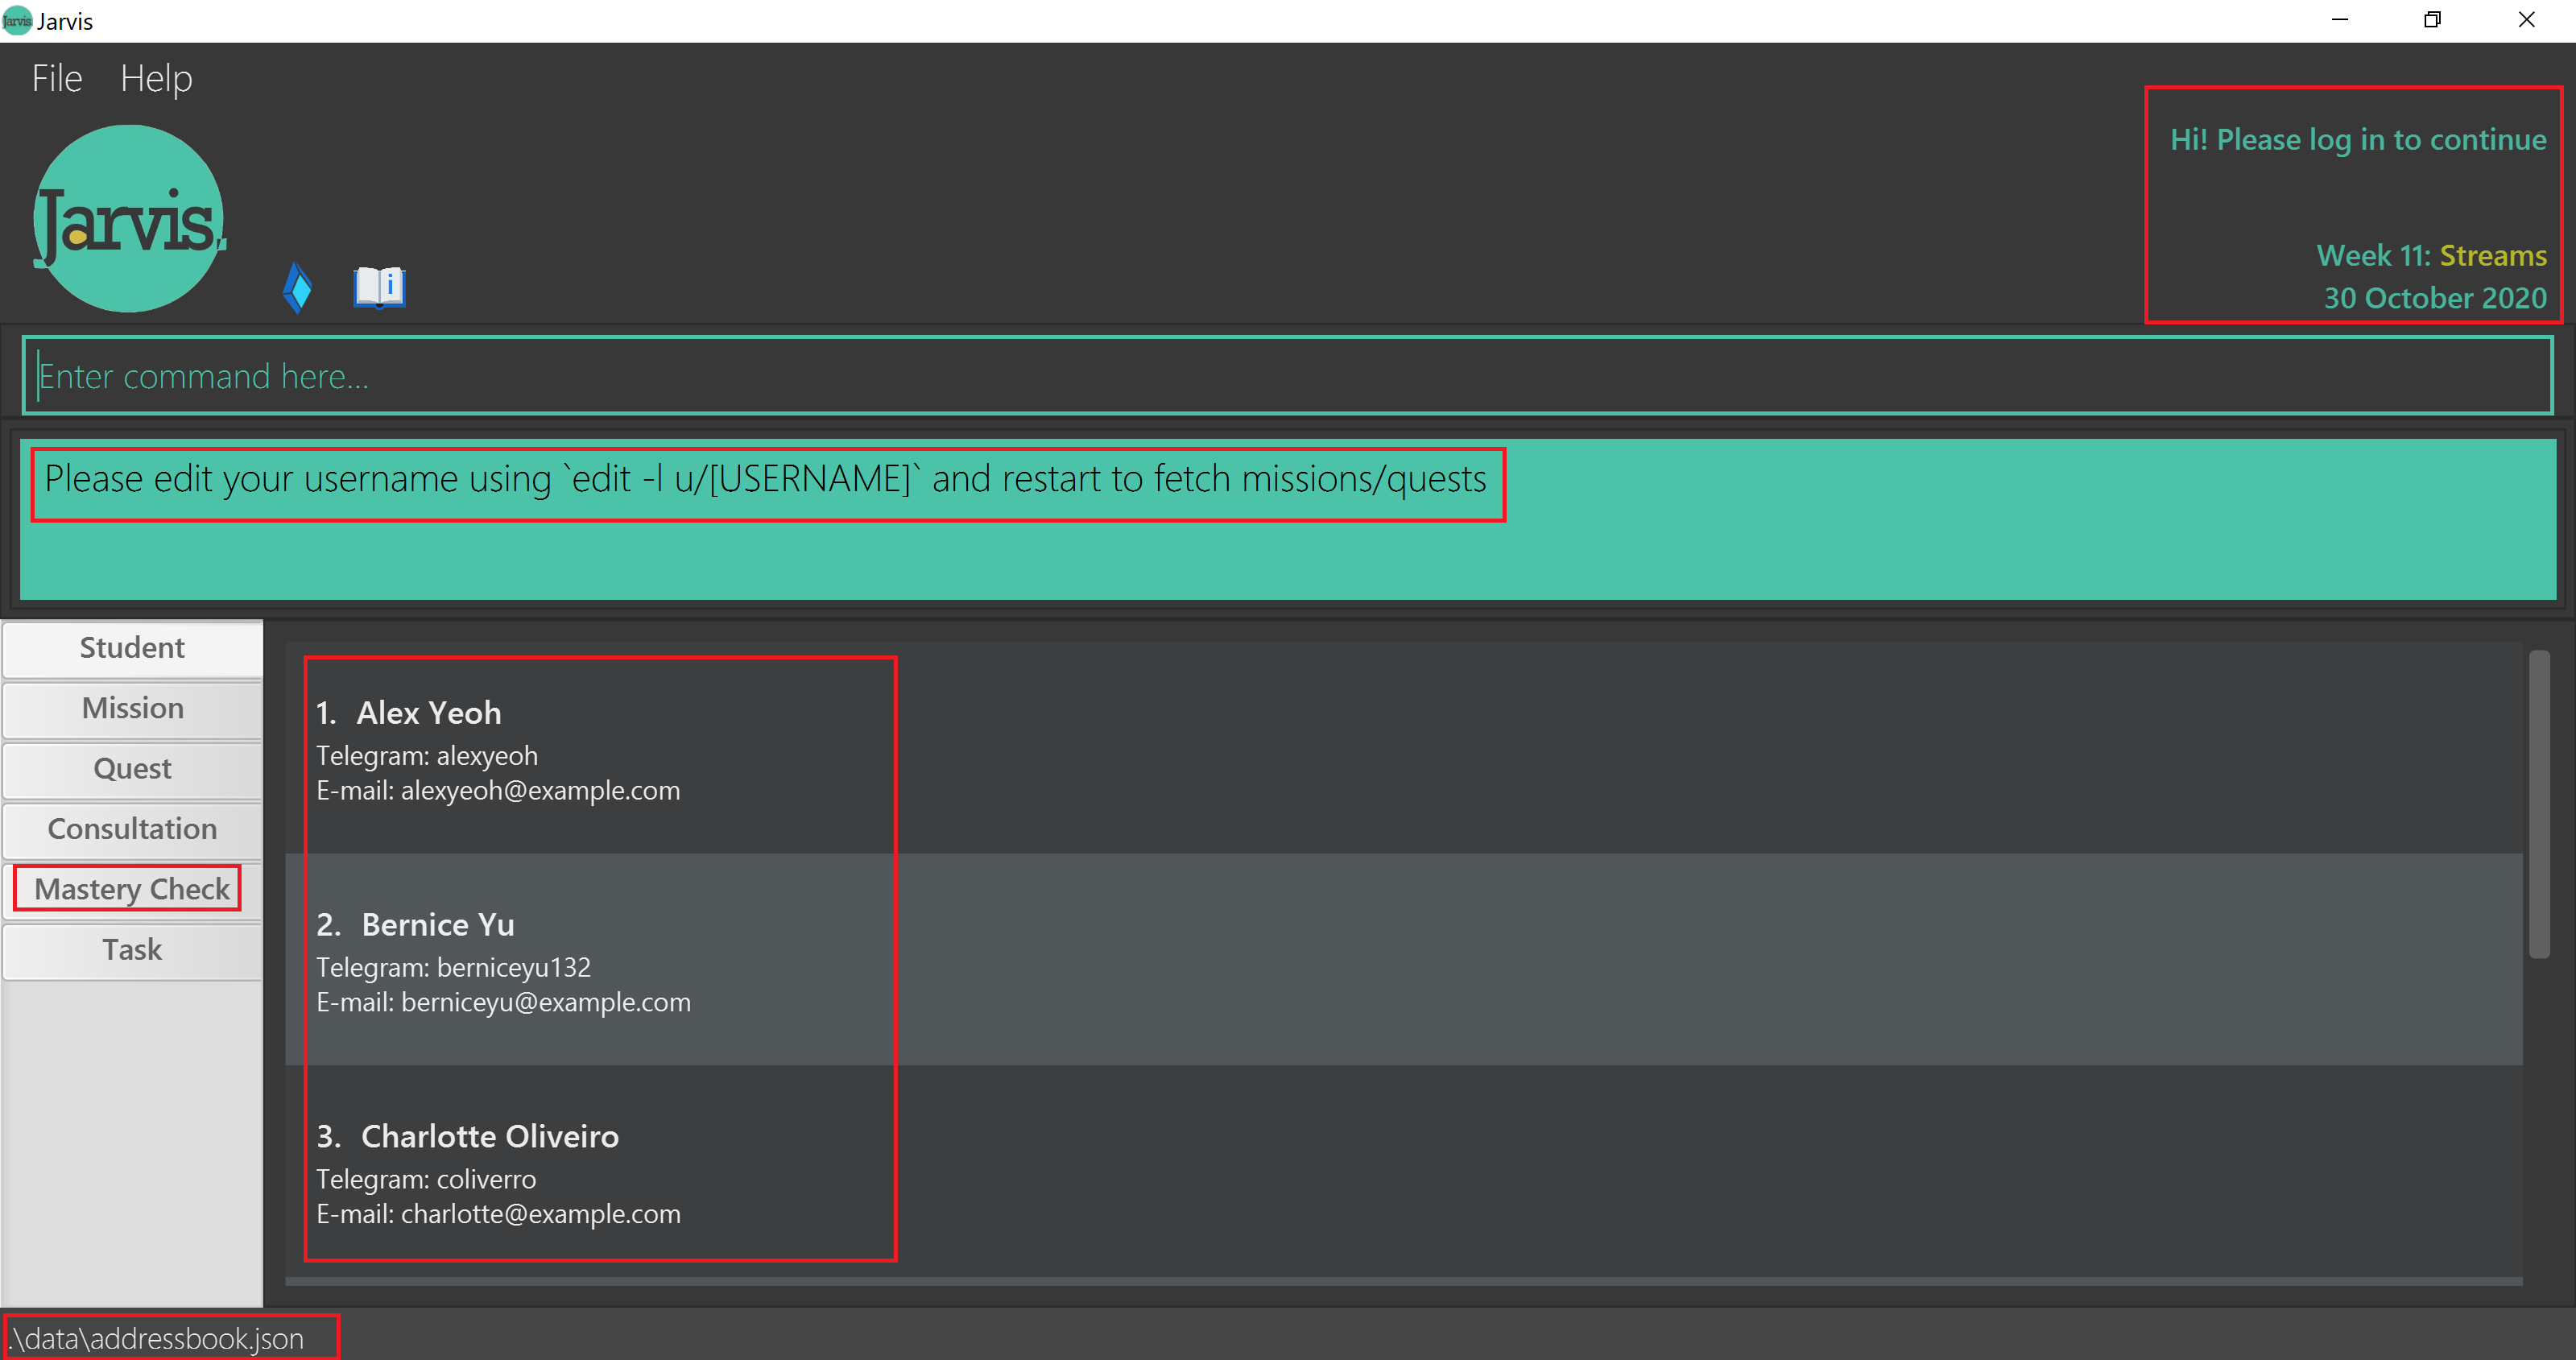 Jarvis
Jarvis
File Help
Jarvis.
Hi! Please log in to continue
Week 11: Streams
30 October 2020
Enter command here...
Please edit your username using `edit -l u/[USERNAME]` and restart to fetch missions/quests
Student
Mission
Quest
Consultation
Mastery Check
Task
1. Alex Yeoh
Telegram: alexyeoh
E-mail: alexyeoh@example.com
2. Bernice Yu
Telegram: berniceyu132
E-mail: berniceyu@example.com
3. Charlotte Oliveiro
Telegram: coliverro
E-mail: charlotte@example.com
.\data\addressbook.json